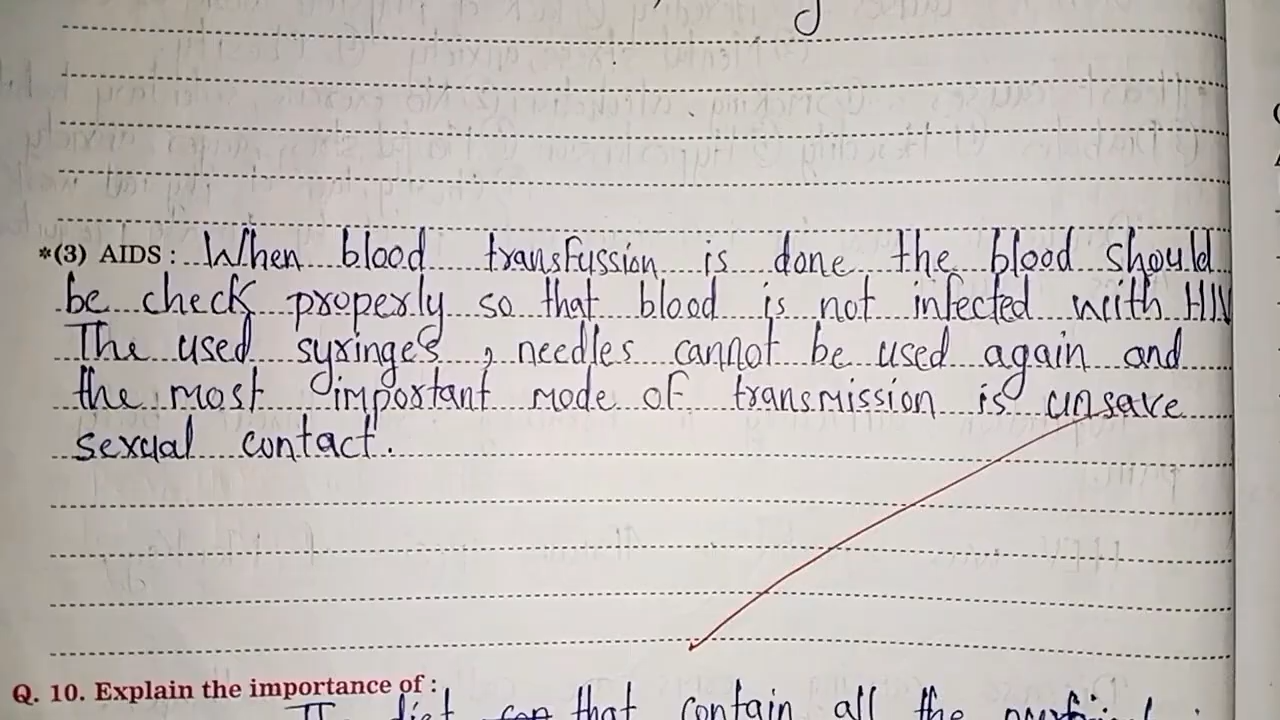 *(3) AIDS : When blood transfussion is done the blood should
be check properly so that blood is not infected with HIV
The used syringes , needles cannot be used again and
the most important mode of transmission is unsave
sexual contact.
Q. 10. Explain the importance of :
diet can that contain all the